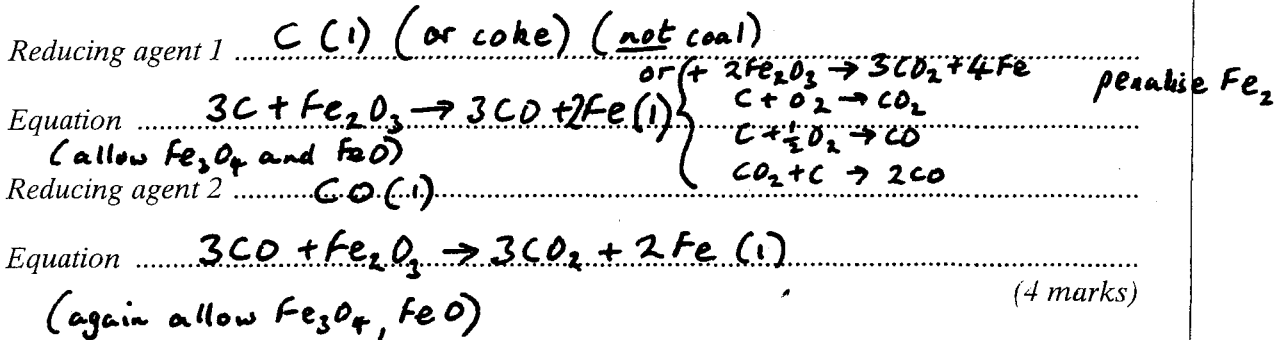 Reducing agent 1 C (1) (or coke) (not coal)
or (+ 2Fe₂O₃ → 3CO₂ + 4Fe
penalise Fe₂
Equation 3C + Fe₂O₃ → 3CO + 2Fe (1)
C + O₂ → CO₂
C + ½O₂ → CO
(allow Fe₃O₄ and FeO)
CO₂ + C → 2CO
Reducing agent 2 CO (1)
Equation 3CO + Fe₂O₃ → 3CO₂ + 2Fe (1)
(4 marks)
(again allow Fe₃O₄, FeO)